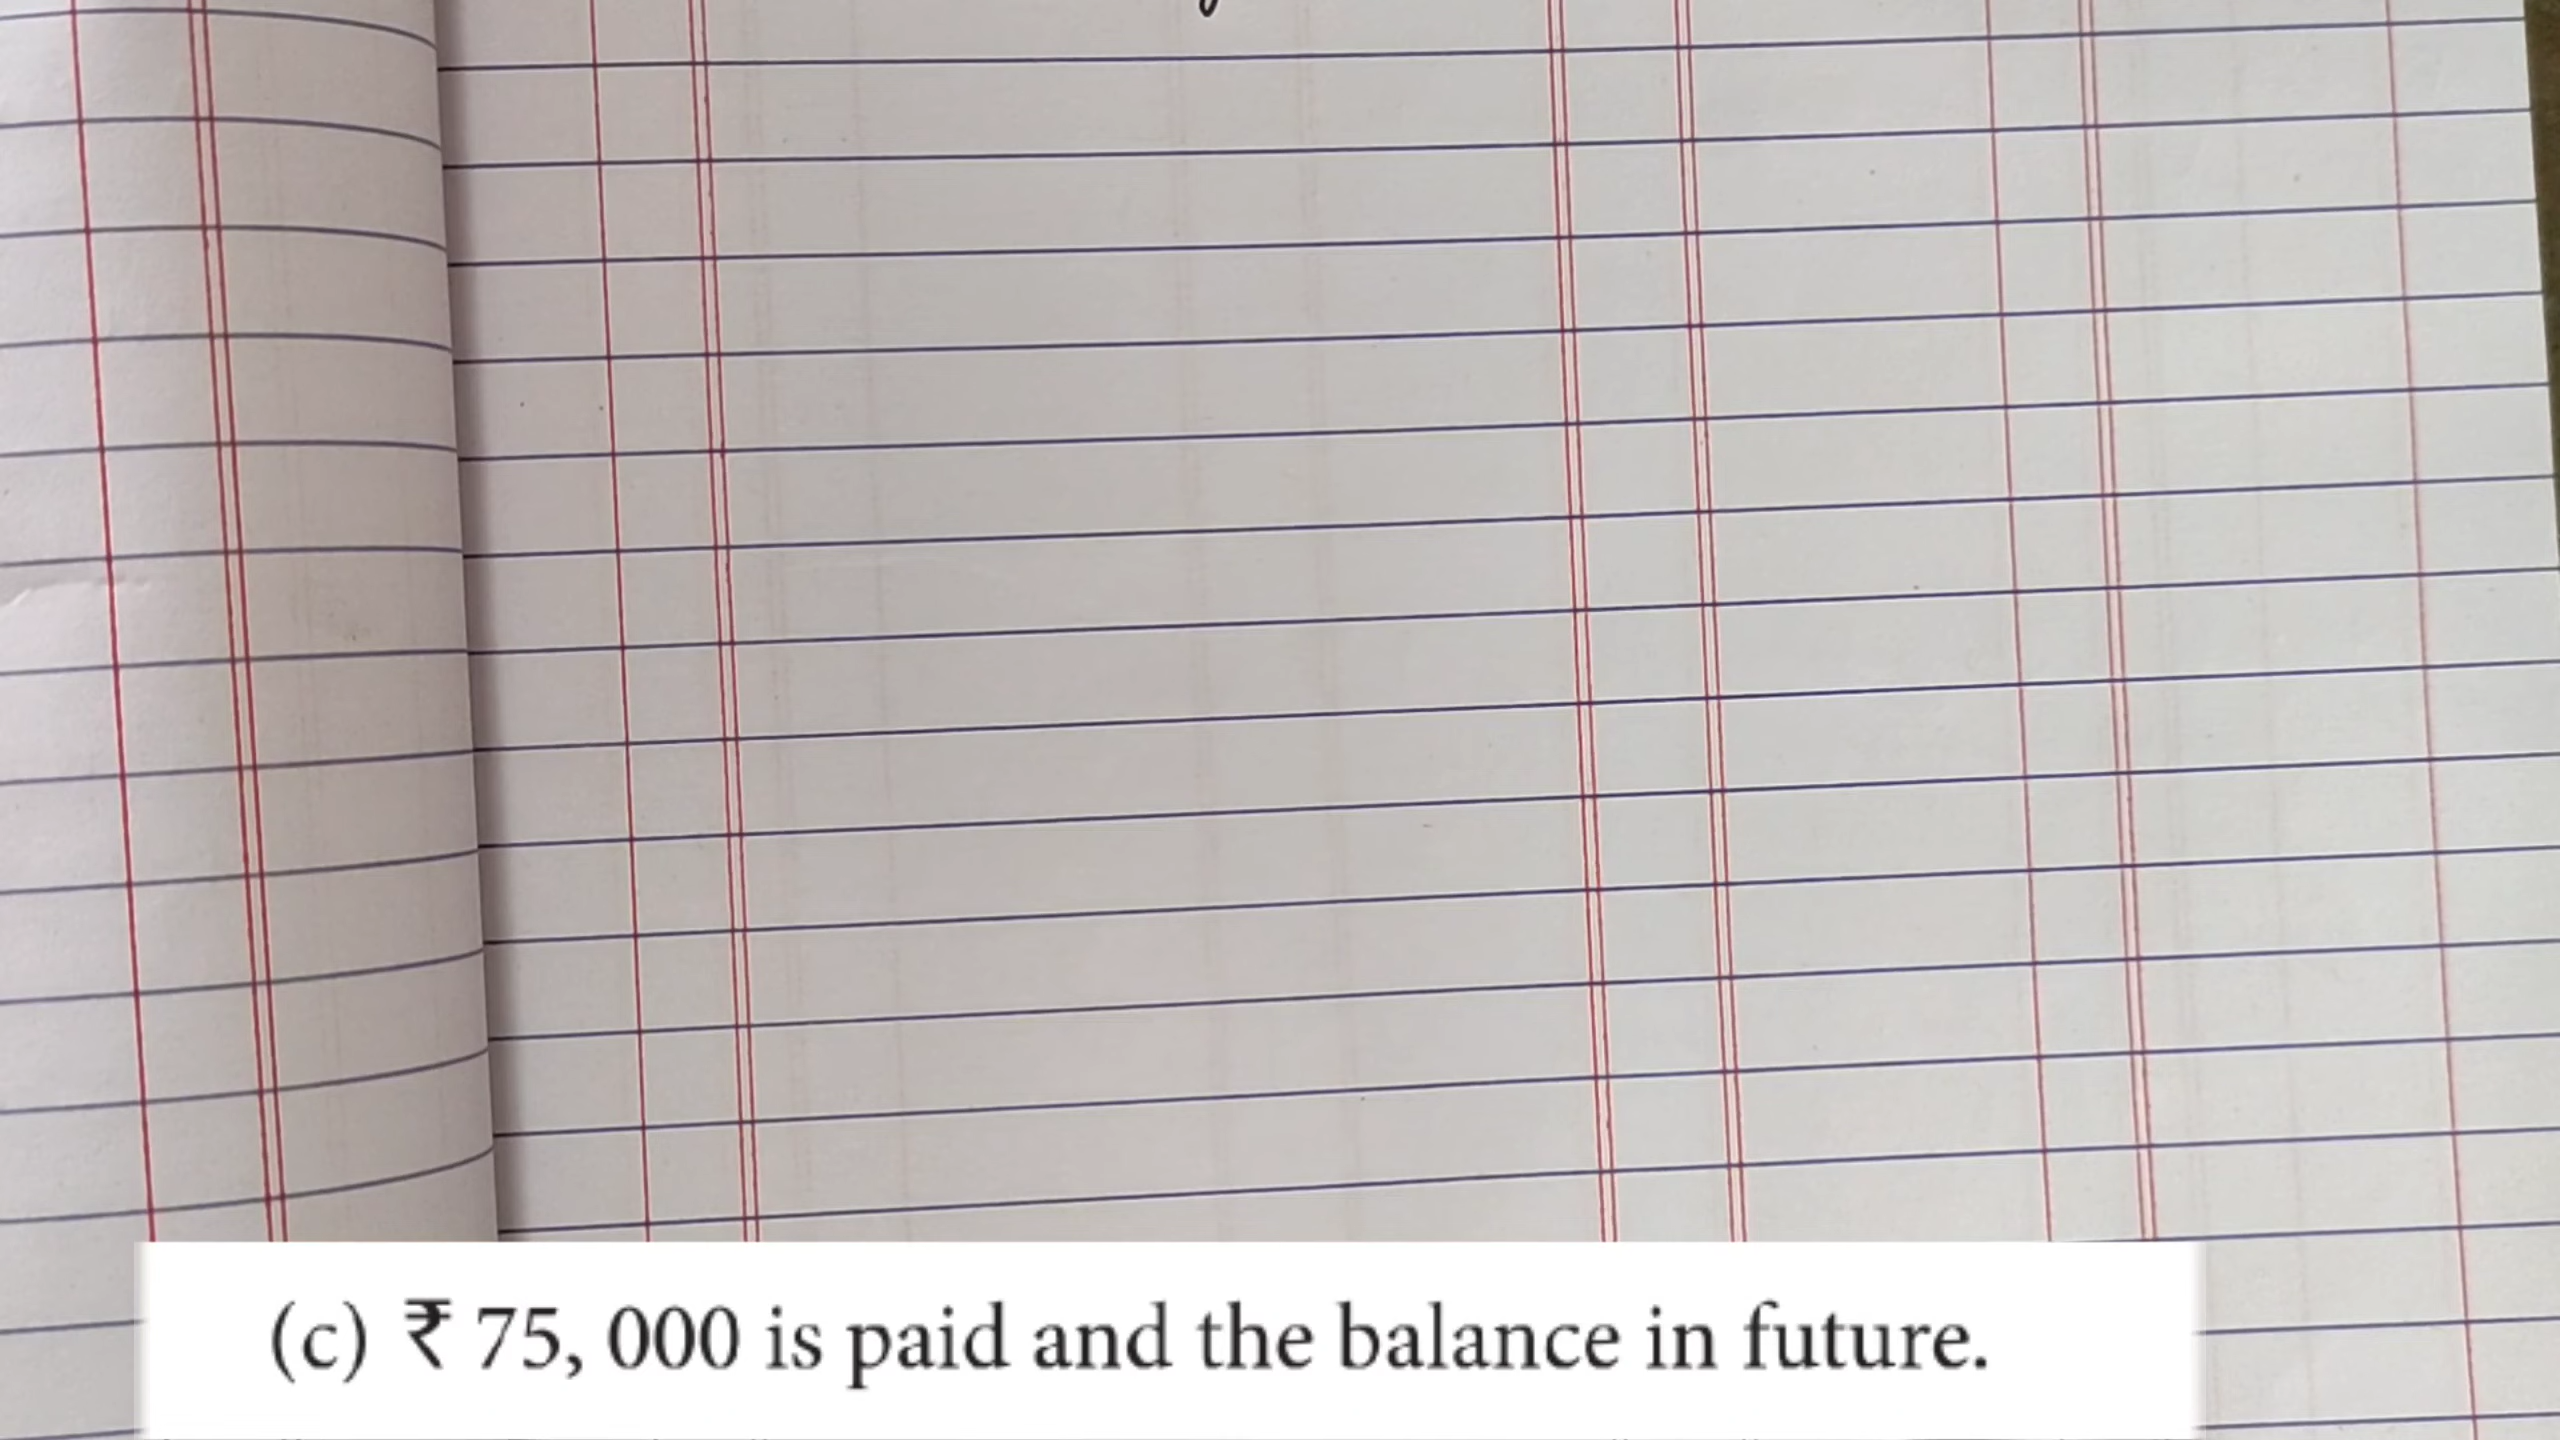 (c) ₹ 75, 000 is paid and the balance in future.